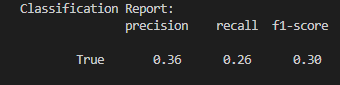 Classification Report:
precision recall f1-score
True 0.36 0.26 0.30